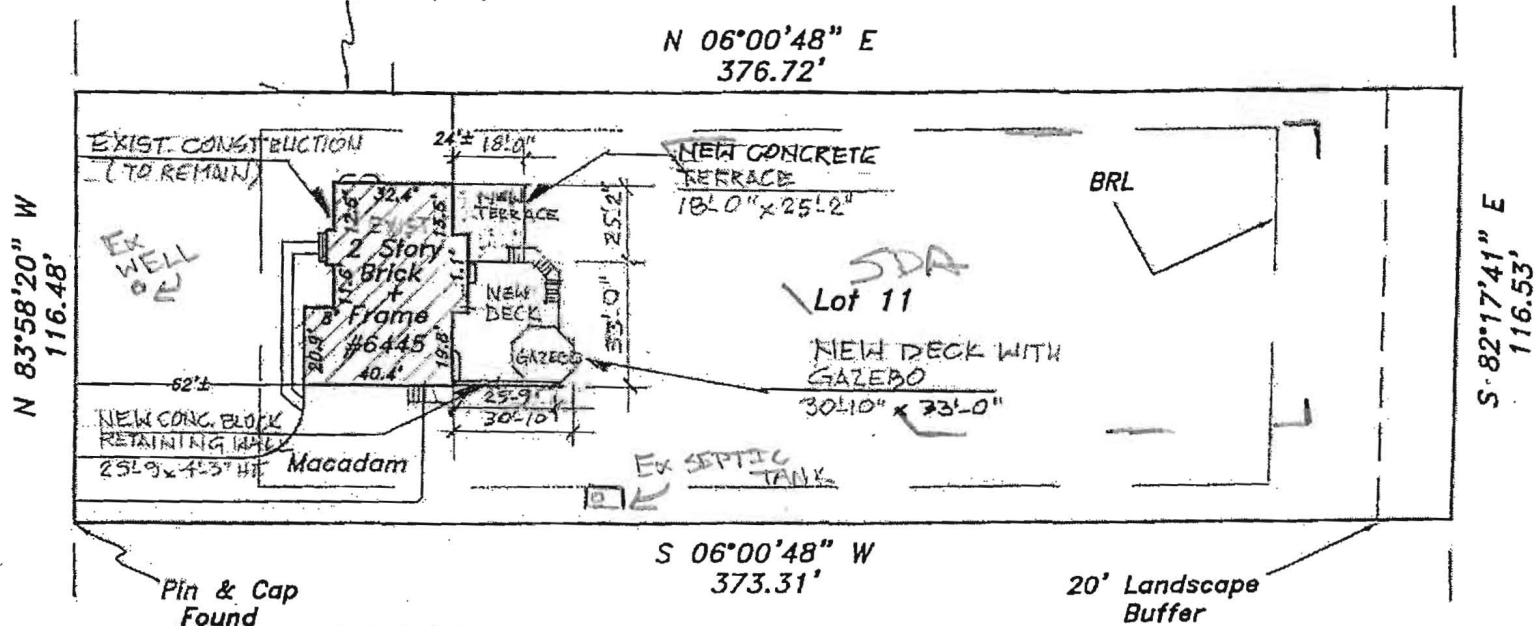 N 06°00'48" E
376.72'
EXIST. CONSTRUCTION
(TO REMAIN)
24'± 18'-0"
NEW CONCRETE
TERRACE
18'-0" x 25'-2"
BRL
N 83°58'20" W
116.48'
EX
WELL
32.4'
12.6'
13.5'
EXIST
NEW
TERRACE
25'-2"
2 Story
Brick
+
Frame
#6445
11.6'
1.1'
8'
20.9'
19.8'
40.4'
NEW
DECK
33'-0"
GAZEBO
SDA
Lot 11
NEW DECK WITH
GAZEBO
30'-10" x 33'-0"
S 82°17'41" E
116.53'
62'±
25'-9"
30'-10"
NEW CONC. BLOCK
RETAINING WALL
25'-9 x 4'-3" HT
Macadam
EX SEPTIC
TANK
S 06°00'48" W
373.31'
Pin & Cap
Found
20' Landscape
Buffer